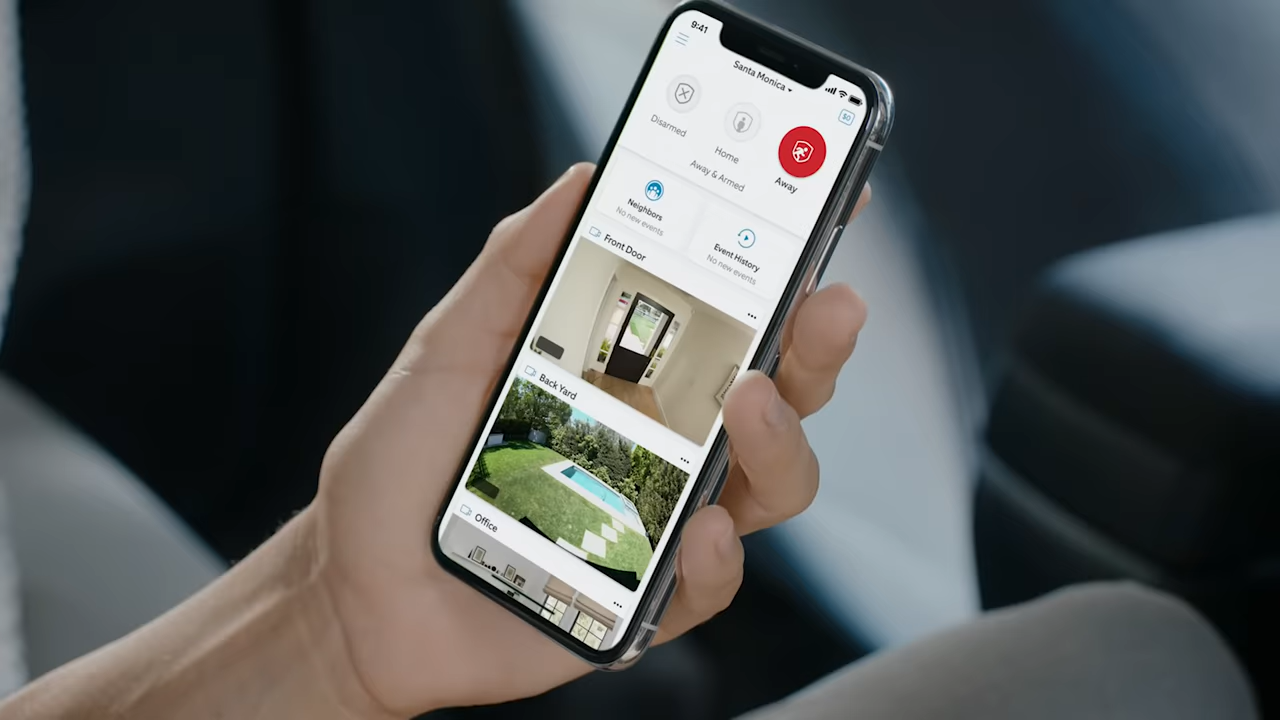 9:41
Santa Monica
Disarmed
Home
Away
Away & Armed
Neighbors
No new events
Event History
No new events
Front Door
Back Yard
Office